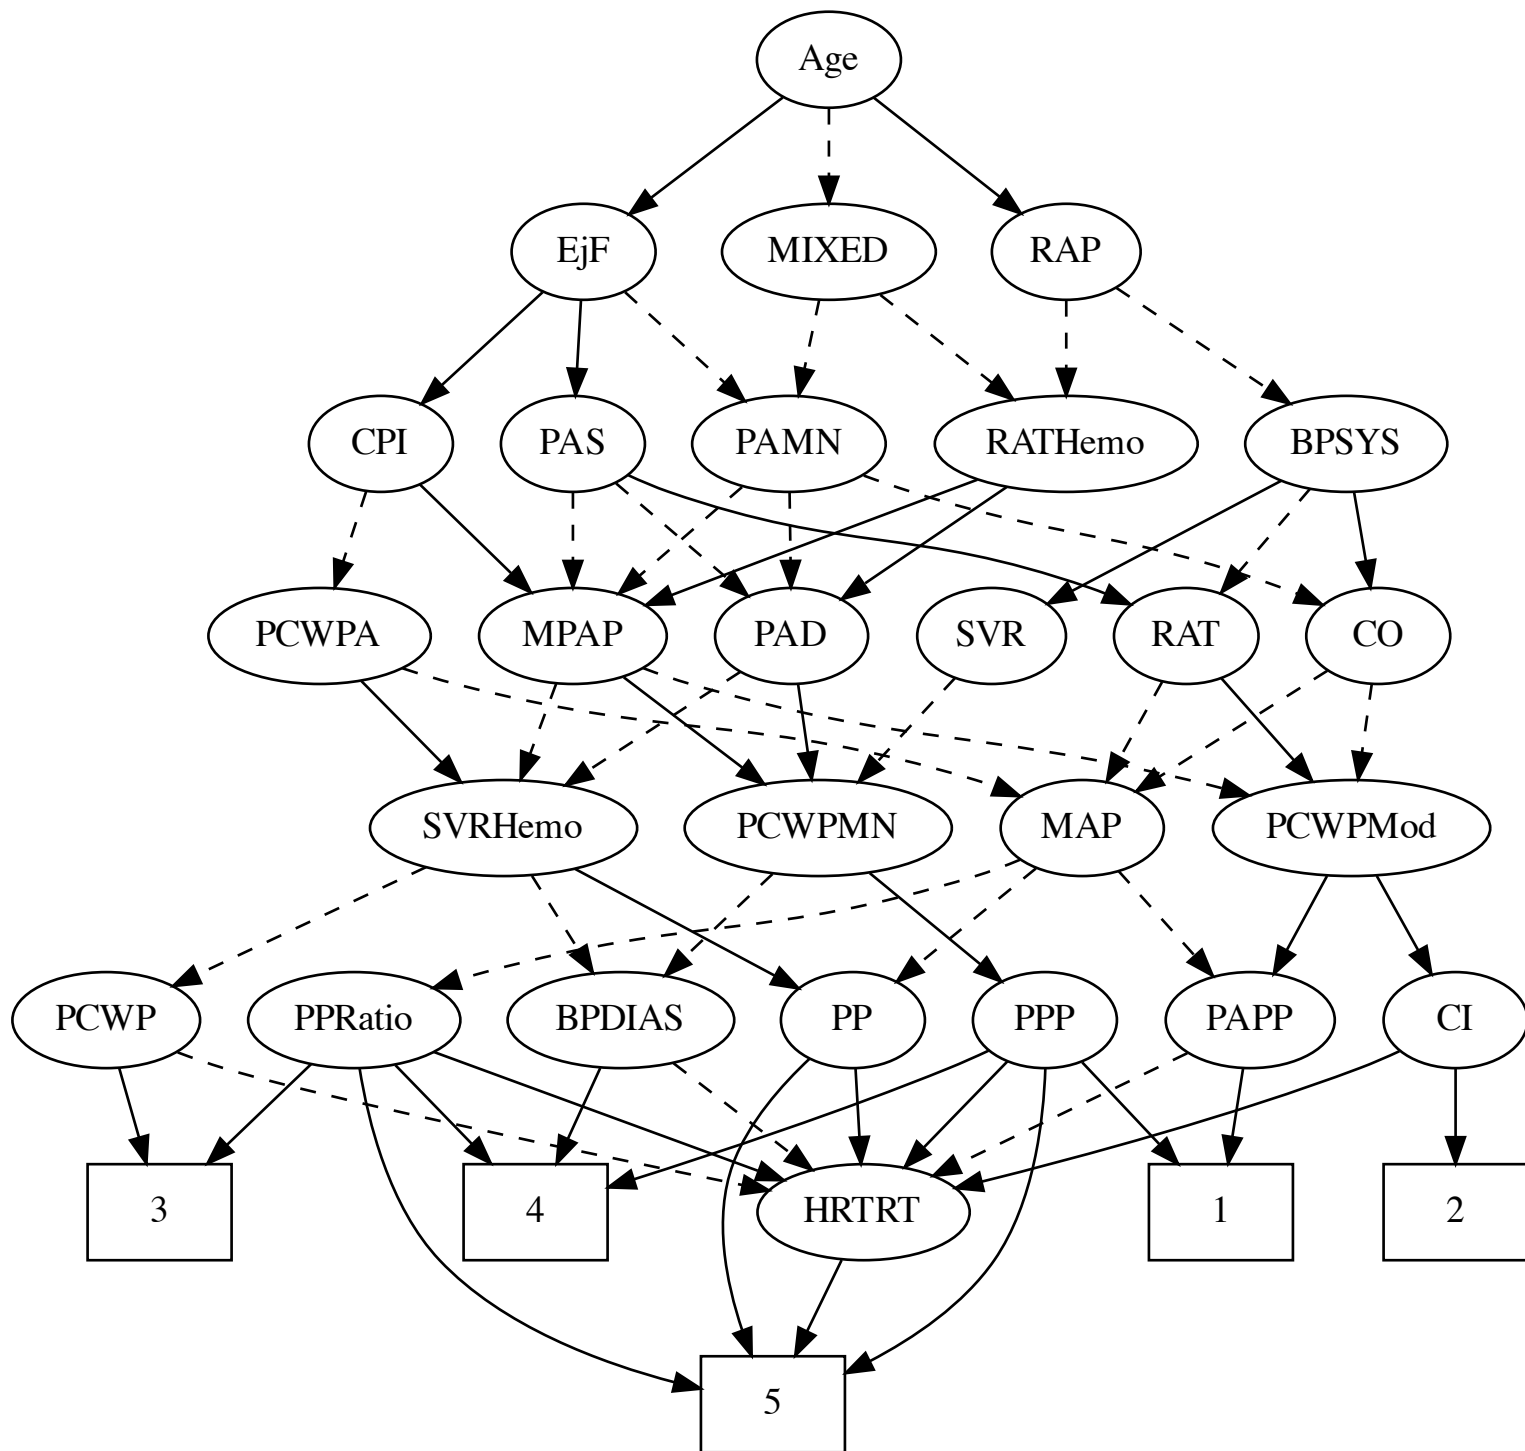 Age
EjF
MIXED
RAP
CPI
PAS
PAMN
RATHemo
BPSYS
PCWPA
MPAP
PAD
SVR
RAT
CO
SVRHemo
PCWPMN
MAP
PCWPMod
PCWP
PPRatio
BPDIAS
PP
PPP
PAPP
CI
3
4
HRTRT
1
2
5